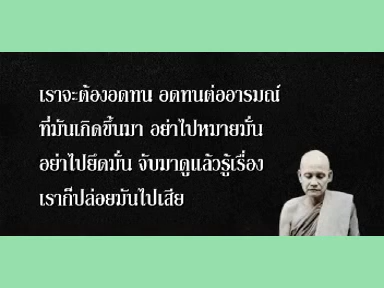 เราจะต้องอดทน อดทนต่ออารมณ์
ที่มันเกิดขึ้นมา อย่าไปหมายมั่น
อย่าไปยึดมั่น จับมาดูแล้วรู้เรื่อง
เราก็ปล่อยมันไปเสีย